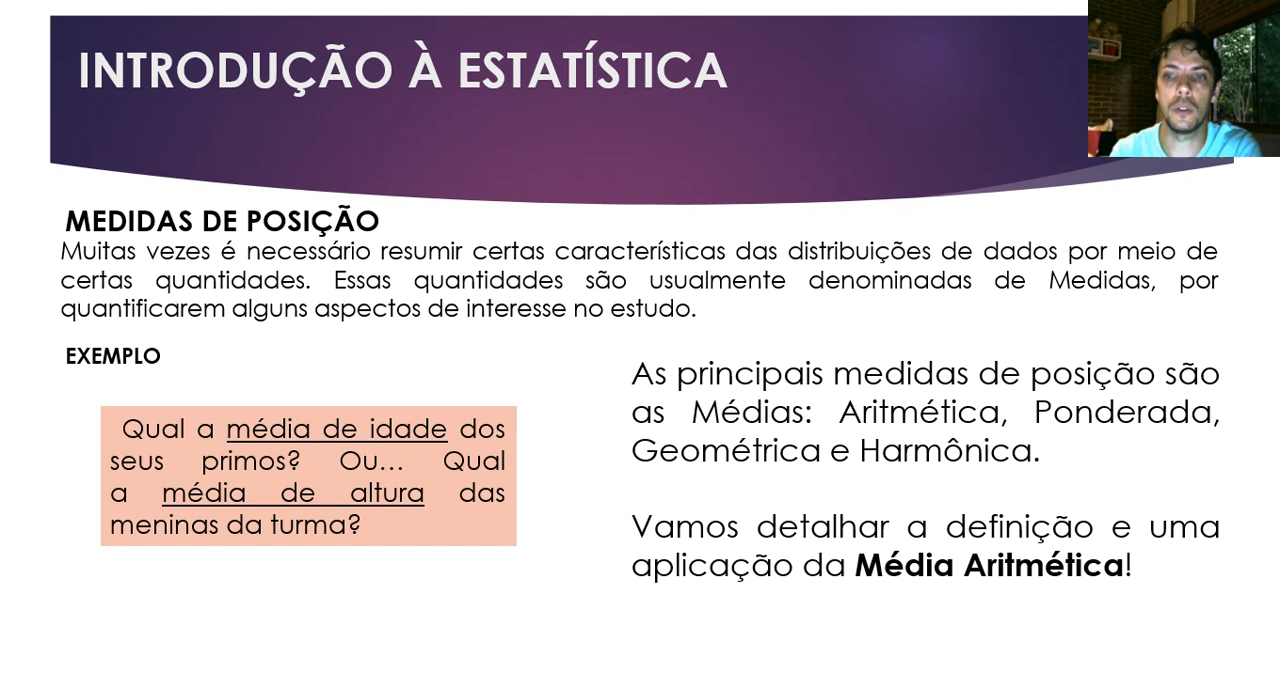 INTRODUÇÃO À ESTATÍSTICA
MEDIDAS DE POSIÇÃO
Muitas vezes é necessário resumir certas características das distribuições de dados por meio de
certas quantidades. Essas quantidades são usualmente denominadas de Medidas, por
quantificarem alguns aspectos de interesse no estudo.
EXEMPLO
Qual a média de idade dos
seus primos? Ou... Qual
a média de altura das
meninas da turma?
As principais medidas de posição são
as Médias: Aritmética, Ponderada,
Geométrica e Harmônica.
Vamos detalhar a definição e uma
aplicação da Média Aritmética!